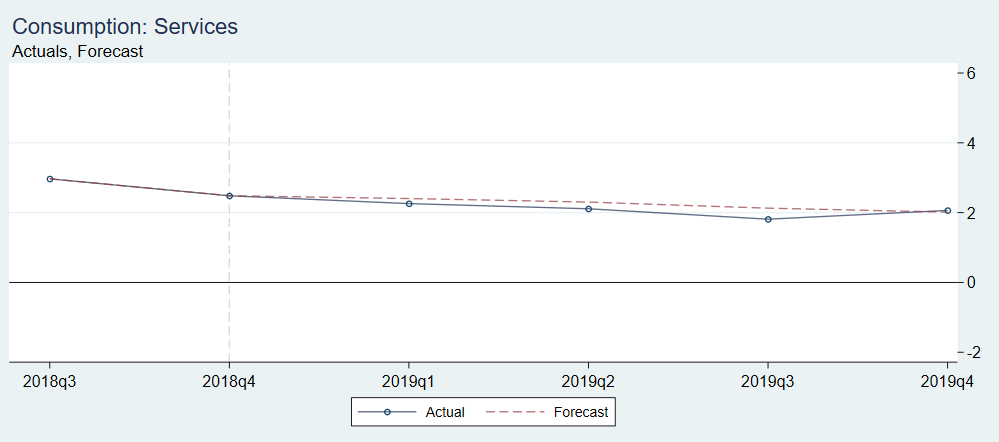 Consumption: Services
Actuals, Forecast
6
4
2
0
-2
2018q3 2018q4 2019q1 2019q2 2019q3 2019q4
Actual Forecast